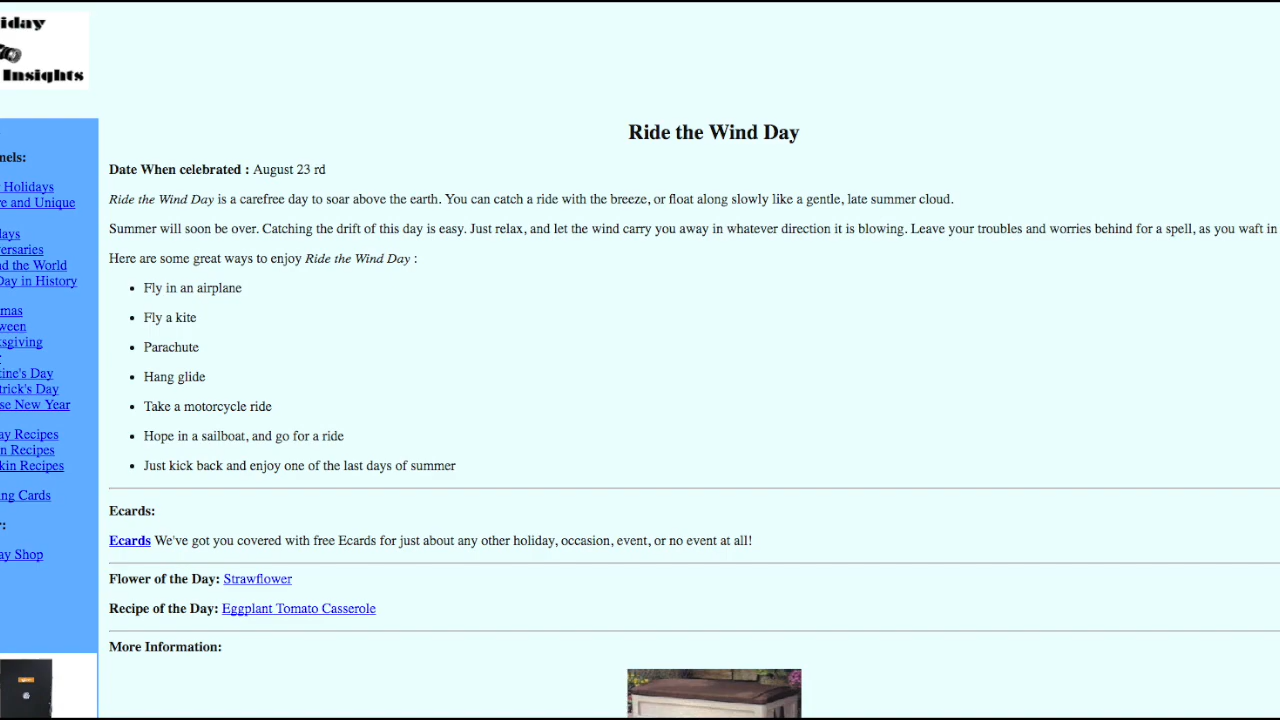 iday
Insights
Ride the Wind Day
Date When celebrated : August 23 rd
Ride the Wind Day is a carefree day to soar above the earth. You can catch a ride with the breeze, or float along slowly like a gentle, late summer cloud.
Summer will soon be over. Catching the drift of this day is easy. Just relax, and let the wind carry you away in whatever direction it is blowing. Leave your troubles and worries behind for a spell, as you waft in
Here are some great ways to enjoy Ride the Wind Day :
Fly in an airplane
Fly a kite
Parachute
Hang glide
Take a motorcycle ride
Hope in a sailboat, and go for a ride
Just kick back and enjoy one of the last days of summer
Ecards:
Ecards We've got you covered with free Ecards for just about any other holiday, occasion, event, or no event at all!
Flower of the Day: Strawflower
Recipe of the Day: Eggplant Tomato Casserole
More Information:
nels:
Holidays
re and Unique
lays
versaries
nd the World
Day in History
mas
ween
sgiving
tine's Day
trick's Day
se New Year
ay Recipes
n Recipes
kin Recipes
ng Cards
r:
ay Shop